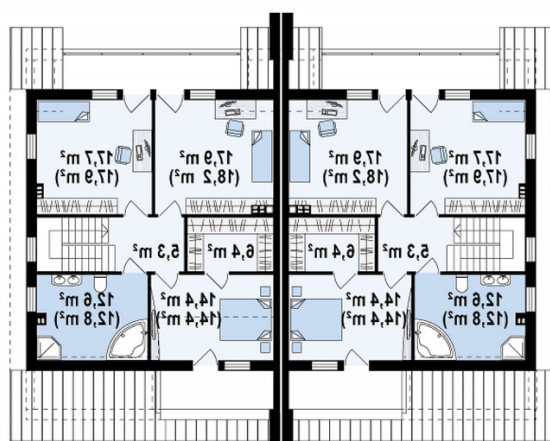 17,7 m²
(17,9 m²)
17,9 m²
(18,2 m²)
17,9 m²
(18,2 m²)
17,7 m²
(17,9 m²)
5,3 m²
6,4 m²
6,4 m²
5,3 m²
12,6 m²
(12,8 m²)
14,4 m²
(14,4 m²)
14,4 m²
(14,4 m²)
12,6 m²
(12,8 m²)